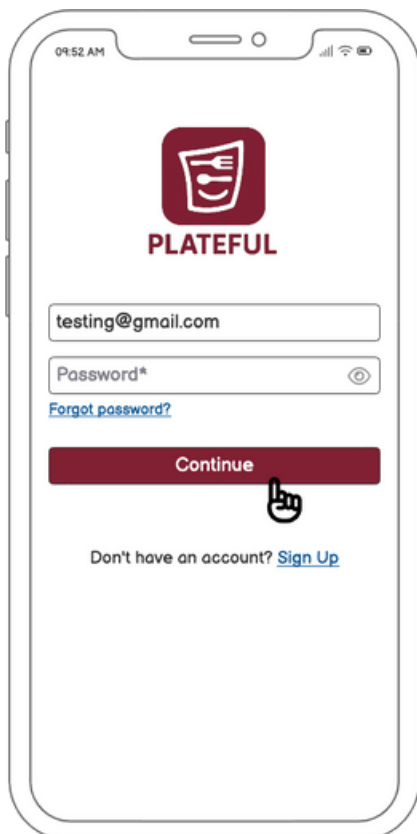 09:52 AM
PLATEFUL
testing@gmail.com
Password*
Forgot password?
Continue
Don't have an account? Sign Up